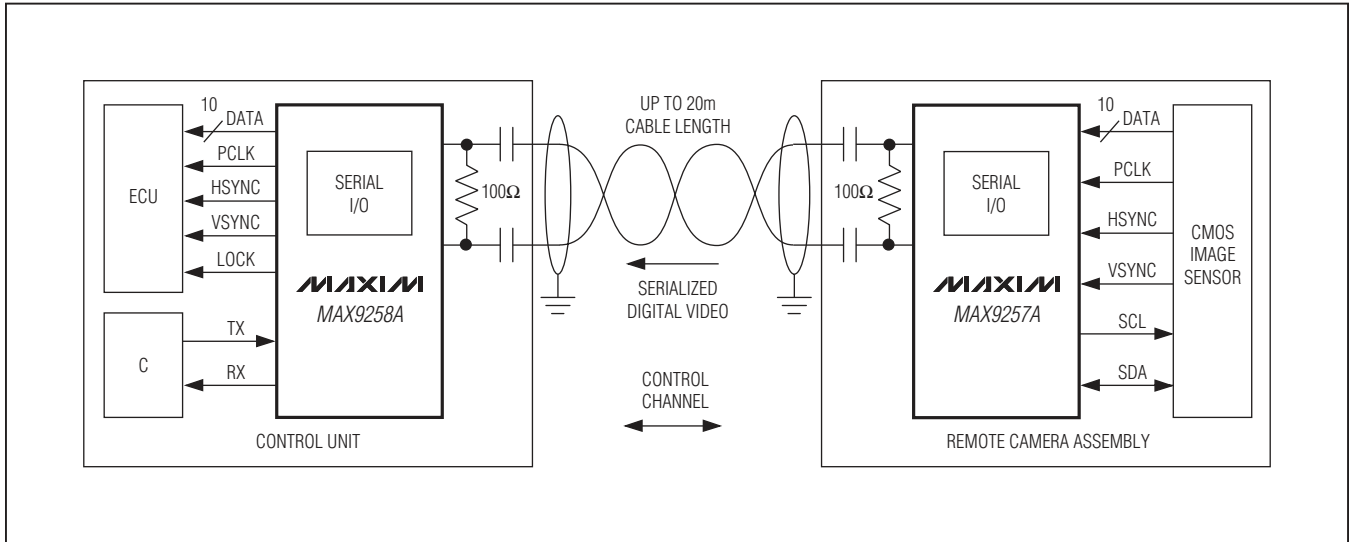 10
DATA
PCLK
HSYNC
VSYNC
LOCK
ECU
SERIAL
I/O
MAXIM
MAX9258A
C
TX
RX
CONTROL UNIT
100Ω
UP TO 20m
CABLE LENGTH
SERIALIZED
DIGITAL VIDEO
CONTROL
CHANNEL
100Ω
SERIAL
I/O
MAXIM
MAX9257A
10
DATA
PCLK
HSYNC
VSYNC
SCL
SDA
CMOS
IMAGE
SENSOR
REMOTE CAMERA ASSEMBLY